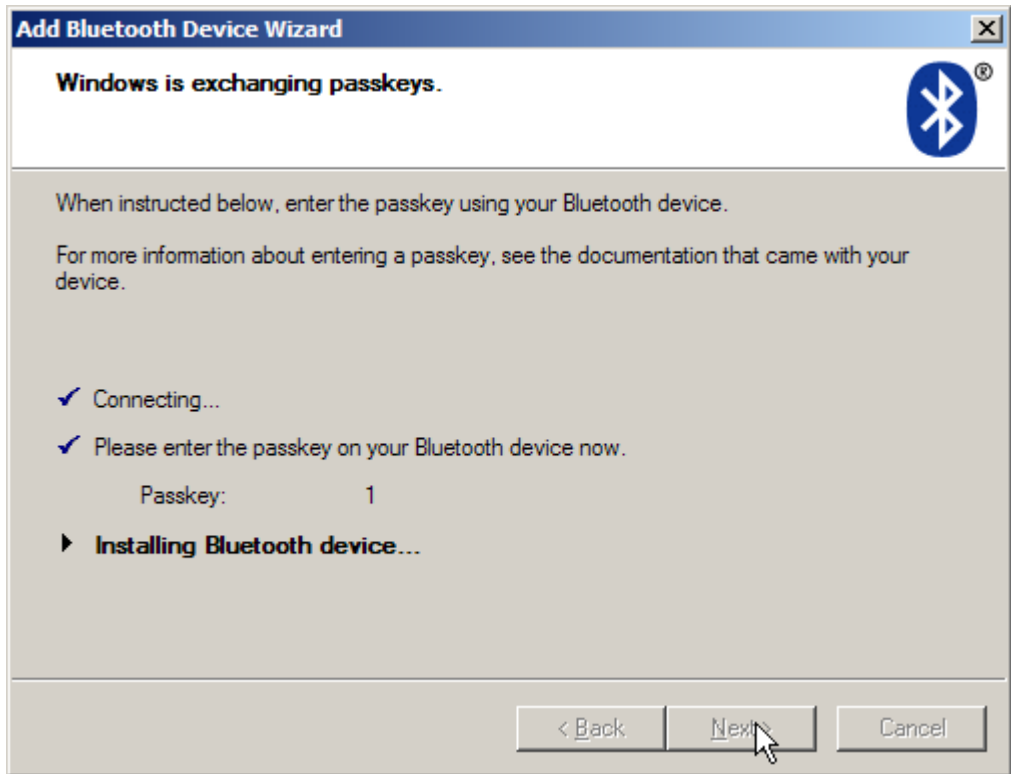 Add Bluetooth Device Wizard
Windows is exchanging passkeys.
®
When instructed below, enter the passkey using your Bluetooth device.
For more information about entering a passkey, see the documentation that came with your
device.
Connecting...
Please enter the passkey on your Bluetooth device now.
Passkey: 1
Installing Bluetooth device...
< Back Next > Cancel